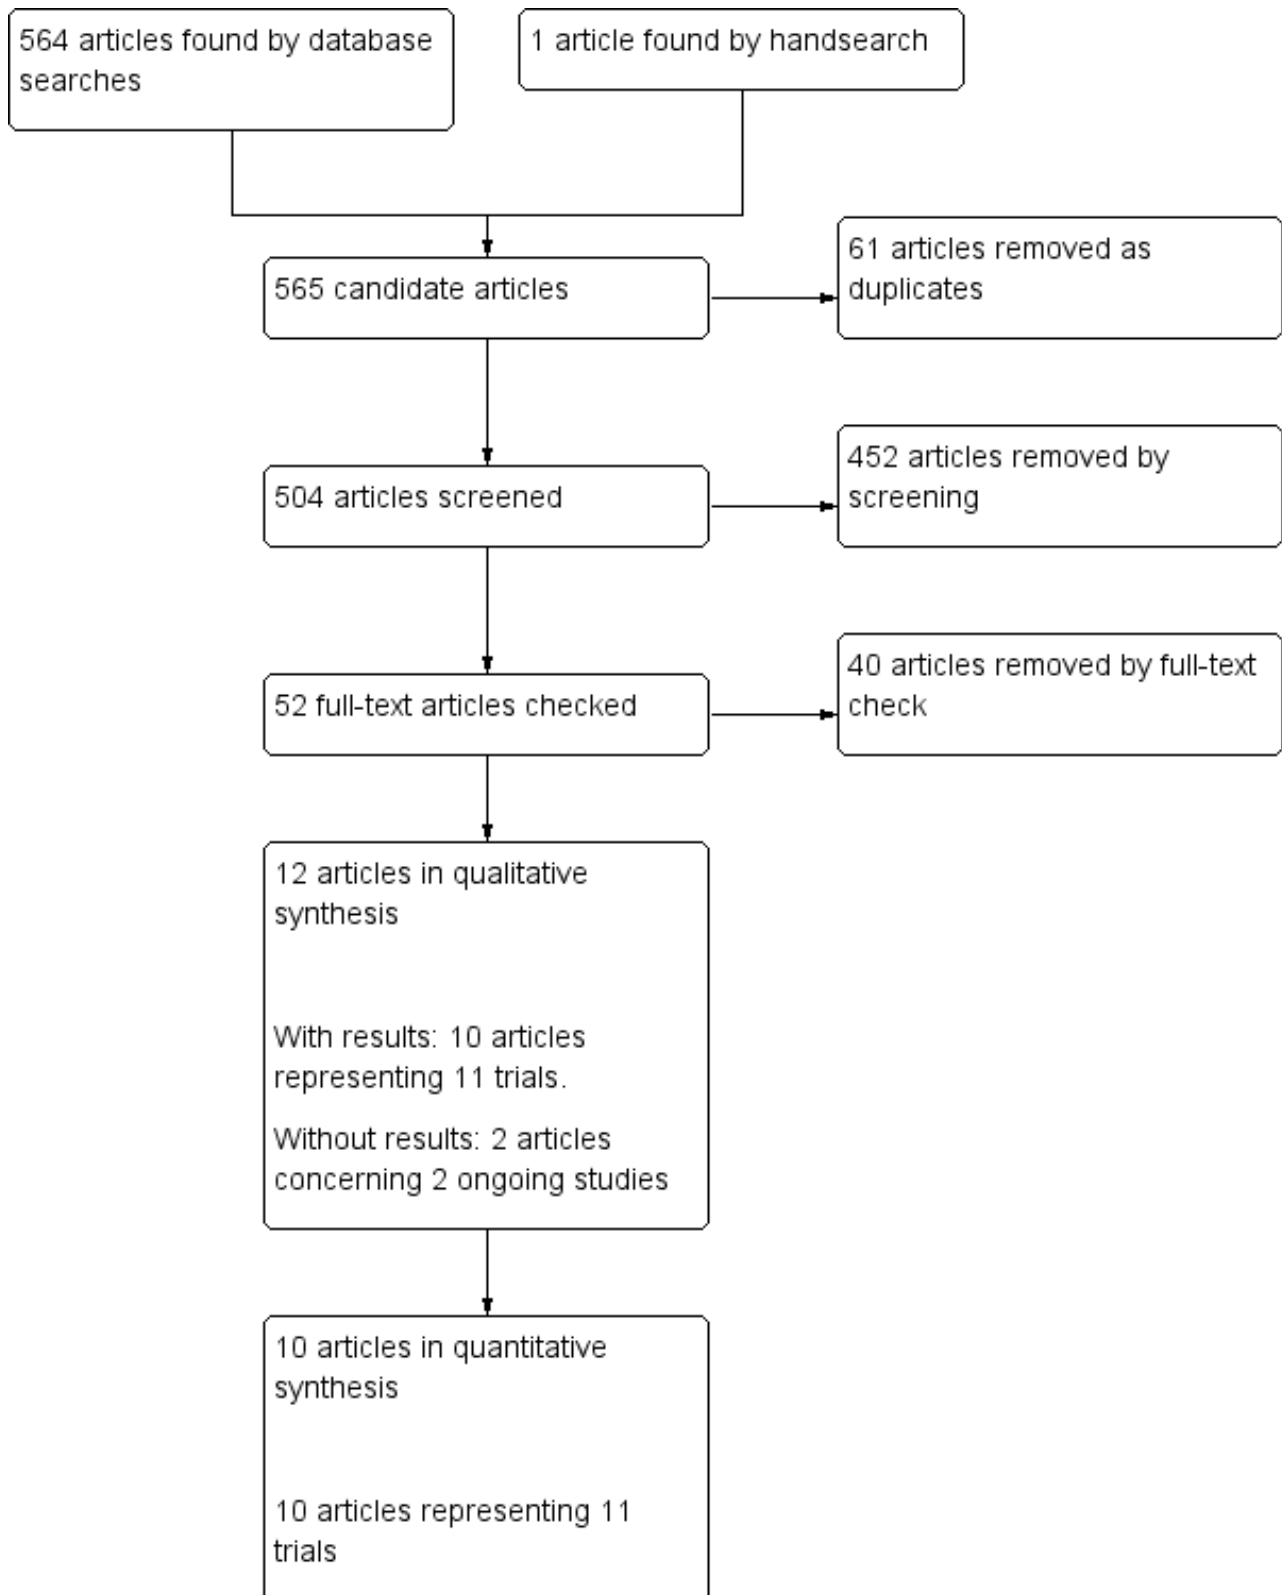 564 articles found by database
searches
1 article found by handsearch
565 candidate articles
61 articles removed as
duplicates
504 articles screened
452 articles removed by
screening
52 full-text articles checked
40 articles removed by full-text
check
12 articles in qualitative
synthesis
With results: 10 articles
representing 11 trials.
Without results: 2 articles
concerning 2 ongoing studies
10 articles in quantitative
synthesis
10 articles representing 11
trials